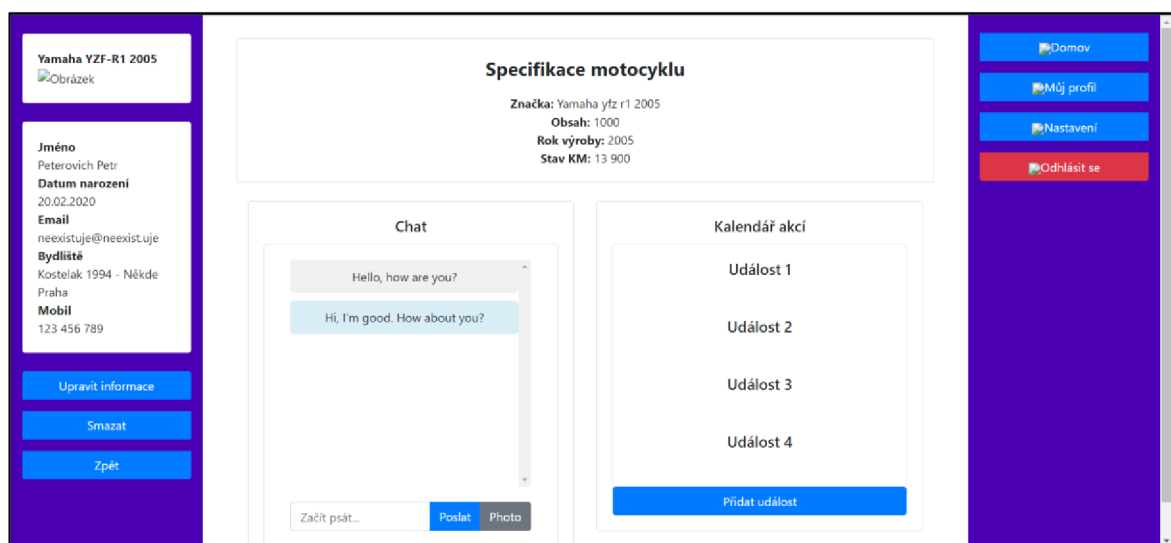 Yamaha YZF-R1 2005
Obrázek
Jméno
Peterovich Petr
Datum narození
20.02.2020
Email
neexistuje@neexist.uje
Bydliště
Kostelak 1994 - Někde
Praha
Mobil
123 456 789
Upravit informace
Smazat
Zpět
Specifikace motocyklu
Značka: Yamaha yfz r1 2005
Obsah: 1000
Rok výroby: 2005
Stav KM: 13 900
Chat
Hello, how are you?
Hi, I'm good. How about you?
Začít psát...
Poslat
Photo
Kalendář akcí
Událost 1
Událost 2
Událost 3
Událost 4
Přidat událost
Domov
Můj profil
Nastavení
Odhlásit se